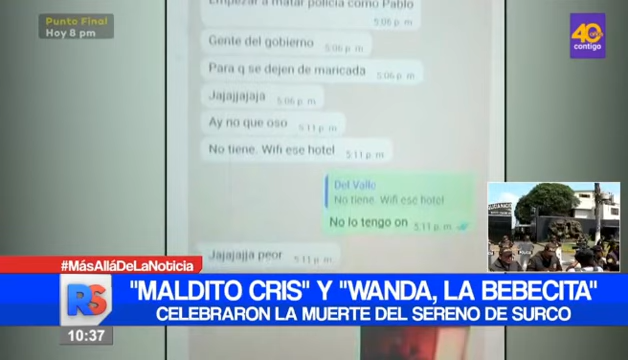 Punto Final
Hoy 8 pm
40
contigo
Empezar a matar policia como Pablo
5:06 p. m.
Gente del gobierno 5:06 p. m.
Para q se dejen de maricada 5:06 p. m.
Jajajjajaja 5:06 p. m.
Ay no que oso 5:11 p. m.
No tiene. Wifi ese hotel 5:11 p. m.
Del Valle
No tiene. Wifi ese hotel
No lo tengo on 5:11 p. m.
Jajajajja peor 5:11 p. m.
#MásAlláDeLaNoticia
RS
10:37
"MALDITO CRIS" Y "WANDA, LA BEBECITA"
CELEBRARON LA MUERTE DEL SERENO DE SURCO